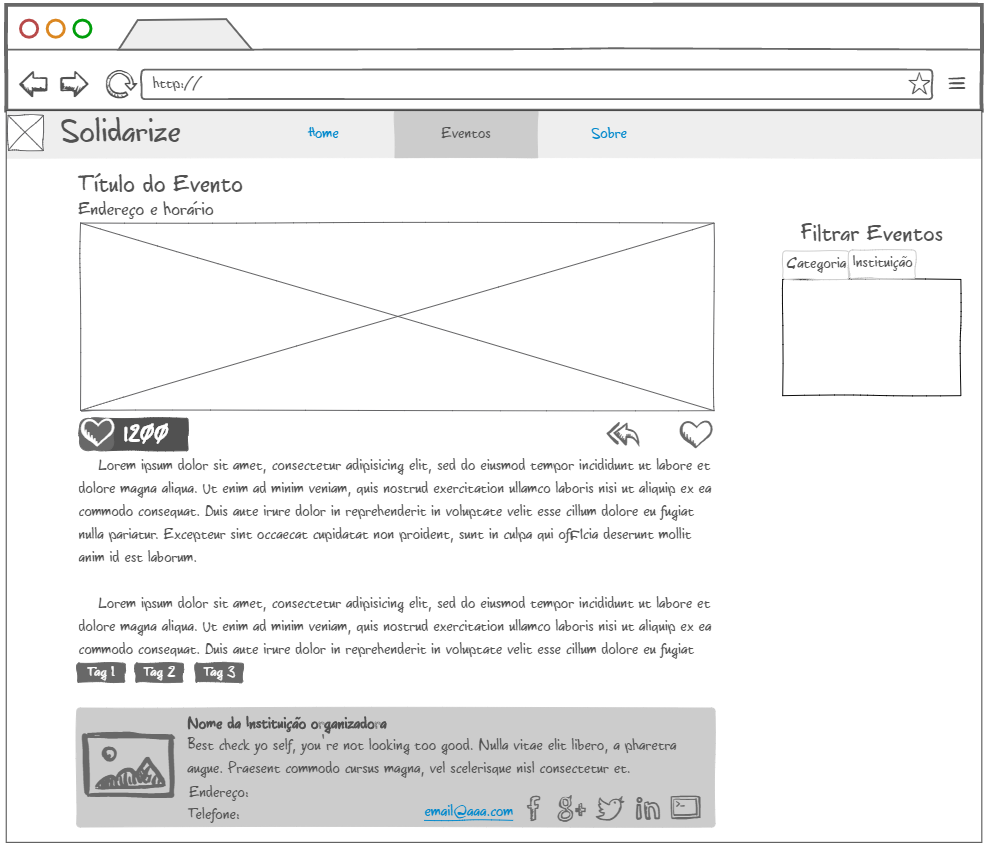 http://
Solidarize Home Eventos Sobre
Título do Evento
Endereço e horário
Filtrar Eventos
Categoria Instituição
1200
Lorem ipsum dolor sit amet, consectetur adipisicing elit, sed do eiusmod tempor incididunt ut labore et
dolore magna aliqua. Ut enim ad minim veniam, quis nostrud exercitation ullamco laboris nisi ut aliquip ex ea
commodo consequat. Duis aute irure dolor in reprehenderit in voluptate velit esse cillum dolore eu fugiat
nulla pariatur. Excepteur sint occaecat cupidatat non proident, sunt in culpa qui officia deserunt mollit
anim id est laborum.
Lorem ipsum dolor sit amet, consectetur adipisicing elit, sed do eiusmod tempor incididunt ut labore et
dolore magna aliqua. Ut enim ad minim veniam, quis nostrud exercitation ullamco laboris nisi ut aliquip ex ea
commodo consequat. Duis aute irure dolor in reprehenderit in voluptate velit esse cillum dolore eu fugiat
Tag 1 Tag 2 Tag 3
Nome da Instituição organizadora
Best check yo self, you're not looking too good. Nulla vitae elit libero, a pharetra
augue. Praesent commodo cursus magna, vel scelerisque nisl consectetur et.
Endereço:
Telefone: email@aaa.com f g+ in